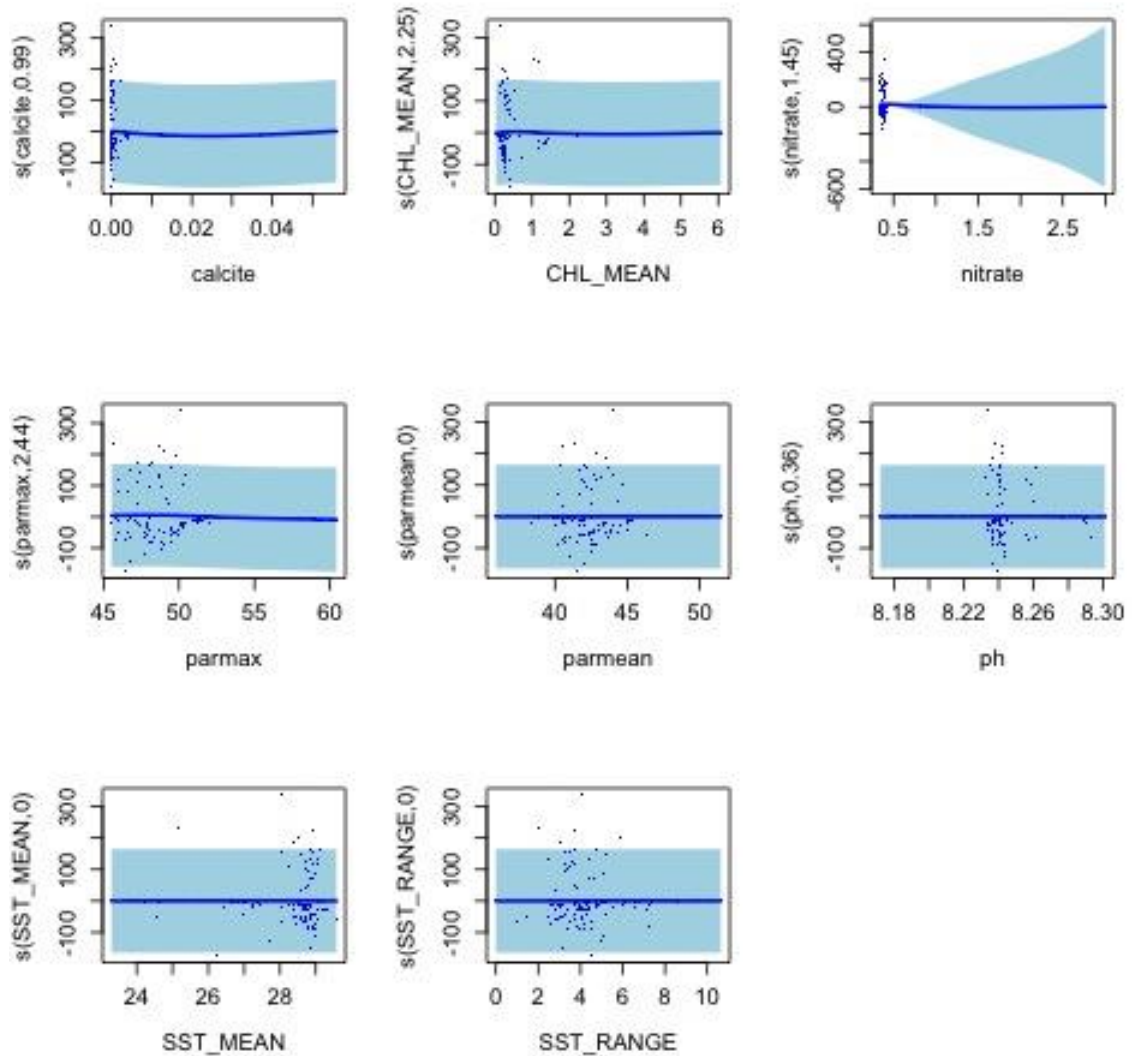 s(calcite,0.99)
300
100
-100
0.00 0.02 0.04
calcite
s(CHL_MEAN,2.25)
300
100
-100
0 1 2 3 4 5 6
CHL_MEAN
s(nitrate,1.45)
400
0
-600
0.5 1.5 2.5
nitrate
s(parmax,2.44)
300
100
-100
45 50 55 60
parmax
s(parmean,0)
300
100
-100
40 45 50
parmean
s(ph,0.36)
300
100
-100
8.18 8.22 8.26 8.30
ph
s(SST_MEAN,0)
300
100
-100
24 26 28
SST_MEAN
s(SST_RANGE,0)
300
100
-100
0 2 4 6 8 10
SST_RANGE